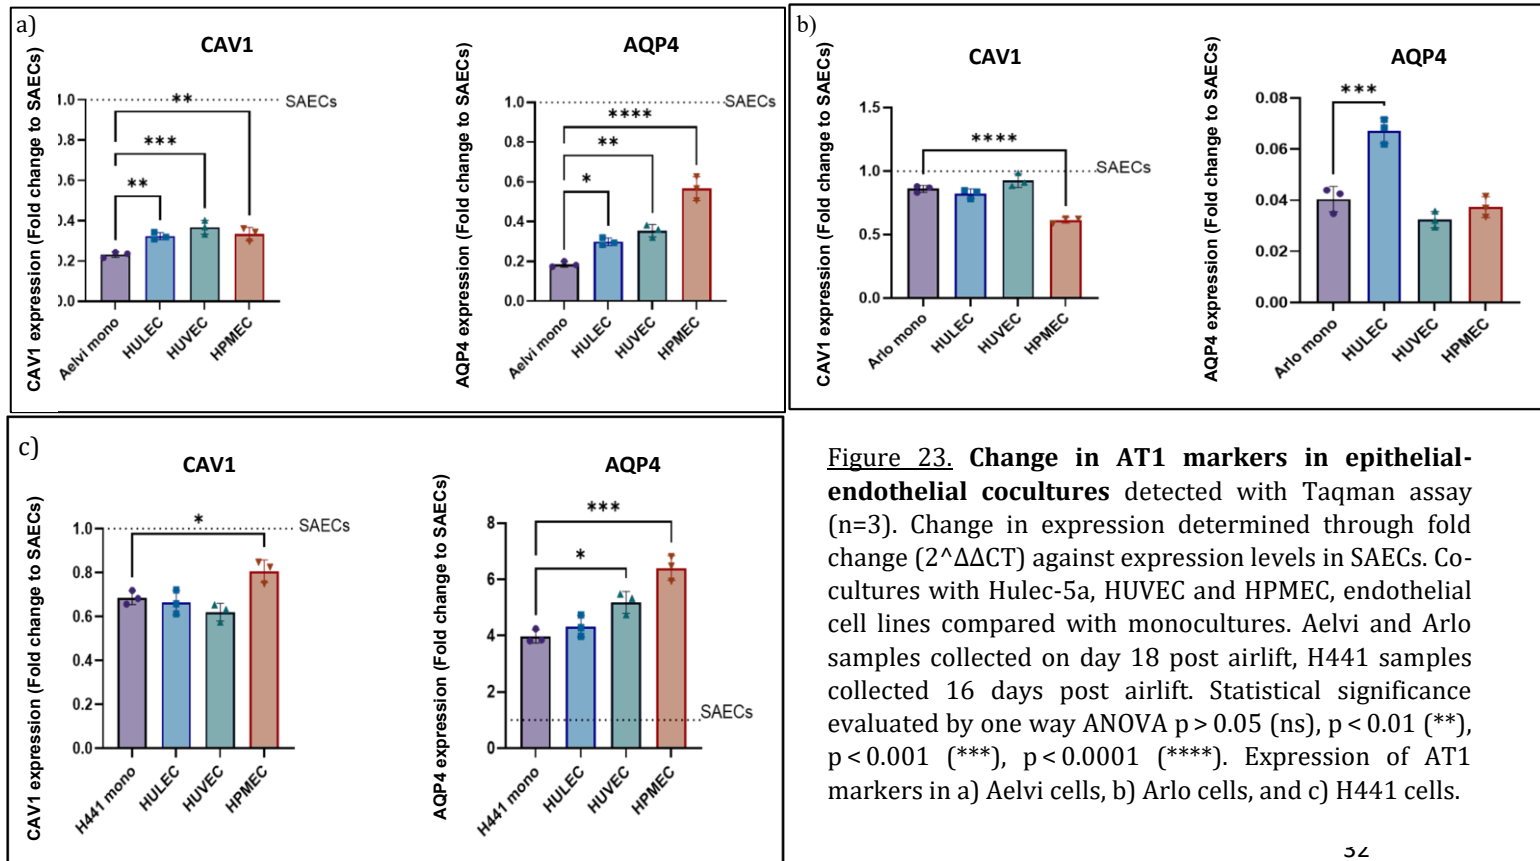 a)
CAV1
CAV1 expression (Fold change to SAECs)
1.0
0.8
0.6
0.4
0.2
).0
SAECs
**
***
**
Aelvi mono
HULEC
HUVEC
HPMEC
AQP4
AQP4 expression (Fold change to SAECs)
1.0
0.8
0.6
0.4
0.2
0.0
SAECs
****
**
*
Aelvi mono
HULEC
HUVEC
HPMEC
b)
CAV1
CAV1 expression (Fold change to SAECs)
1.5
1.0
0.5
0.0
SAECs
****
Arlo mono
HULEC
HUVEC
HPMEC
AQP4
AQP4 expression (Fold change to SAECs)
0.08
0.06
0.04
0.02
0.00
***
Arlo mono
HULEC
HUVEC
HPMEC
c)
CAV1
CAV1 expression (Fold change to SAECs)
1.0
0.8
0.6
0.4
0.2
0.0
SAECs
*
H441 mono
HULEC
HUVEC
HPMEC
AQP4
AQP4 expression (Fold change to SAECs)
8
6
4
2
0
SAECs
***
*
H441 mono
HULEC
HUVEC
HPMEC
Figure 23. Change in AT1 markers in epithelial-
endothelial cocultures detected with Taqman assay
(n=3). Change in expression determined through fold
change (2^ΔΔCT) against expression levels in SAECs. Co-
cultures with Hulec-5a, HUVEC and HPMEC, endothelial
cell lines compared with monocultures. Aelvi and Arlo
samples collected on day 18 post airlift, H441 samples
collected 16 days post airlift. Statistical significance
evaluated by one way ANOVA p > 0.05 (ns), p < 0.01 (**),
p < 0.001 (***), p < 0.0001 (****). Expression of AT1
markers in a) Aelvi cells, b) Arlo cells, and c) H441 cells.
32